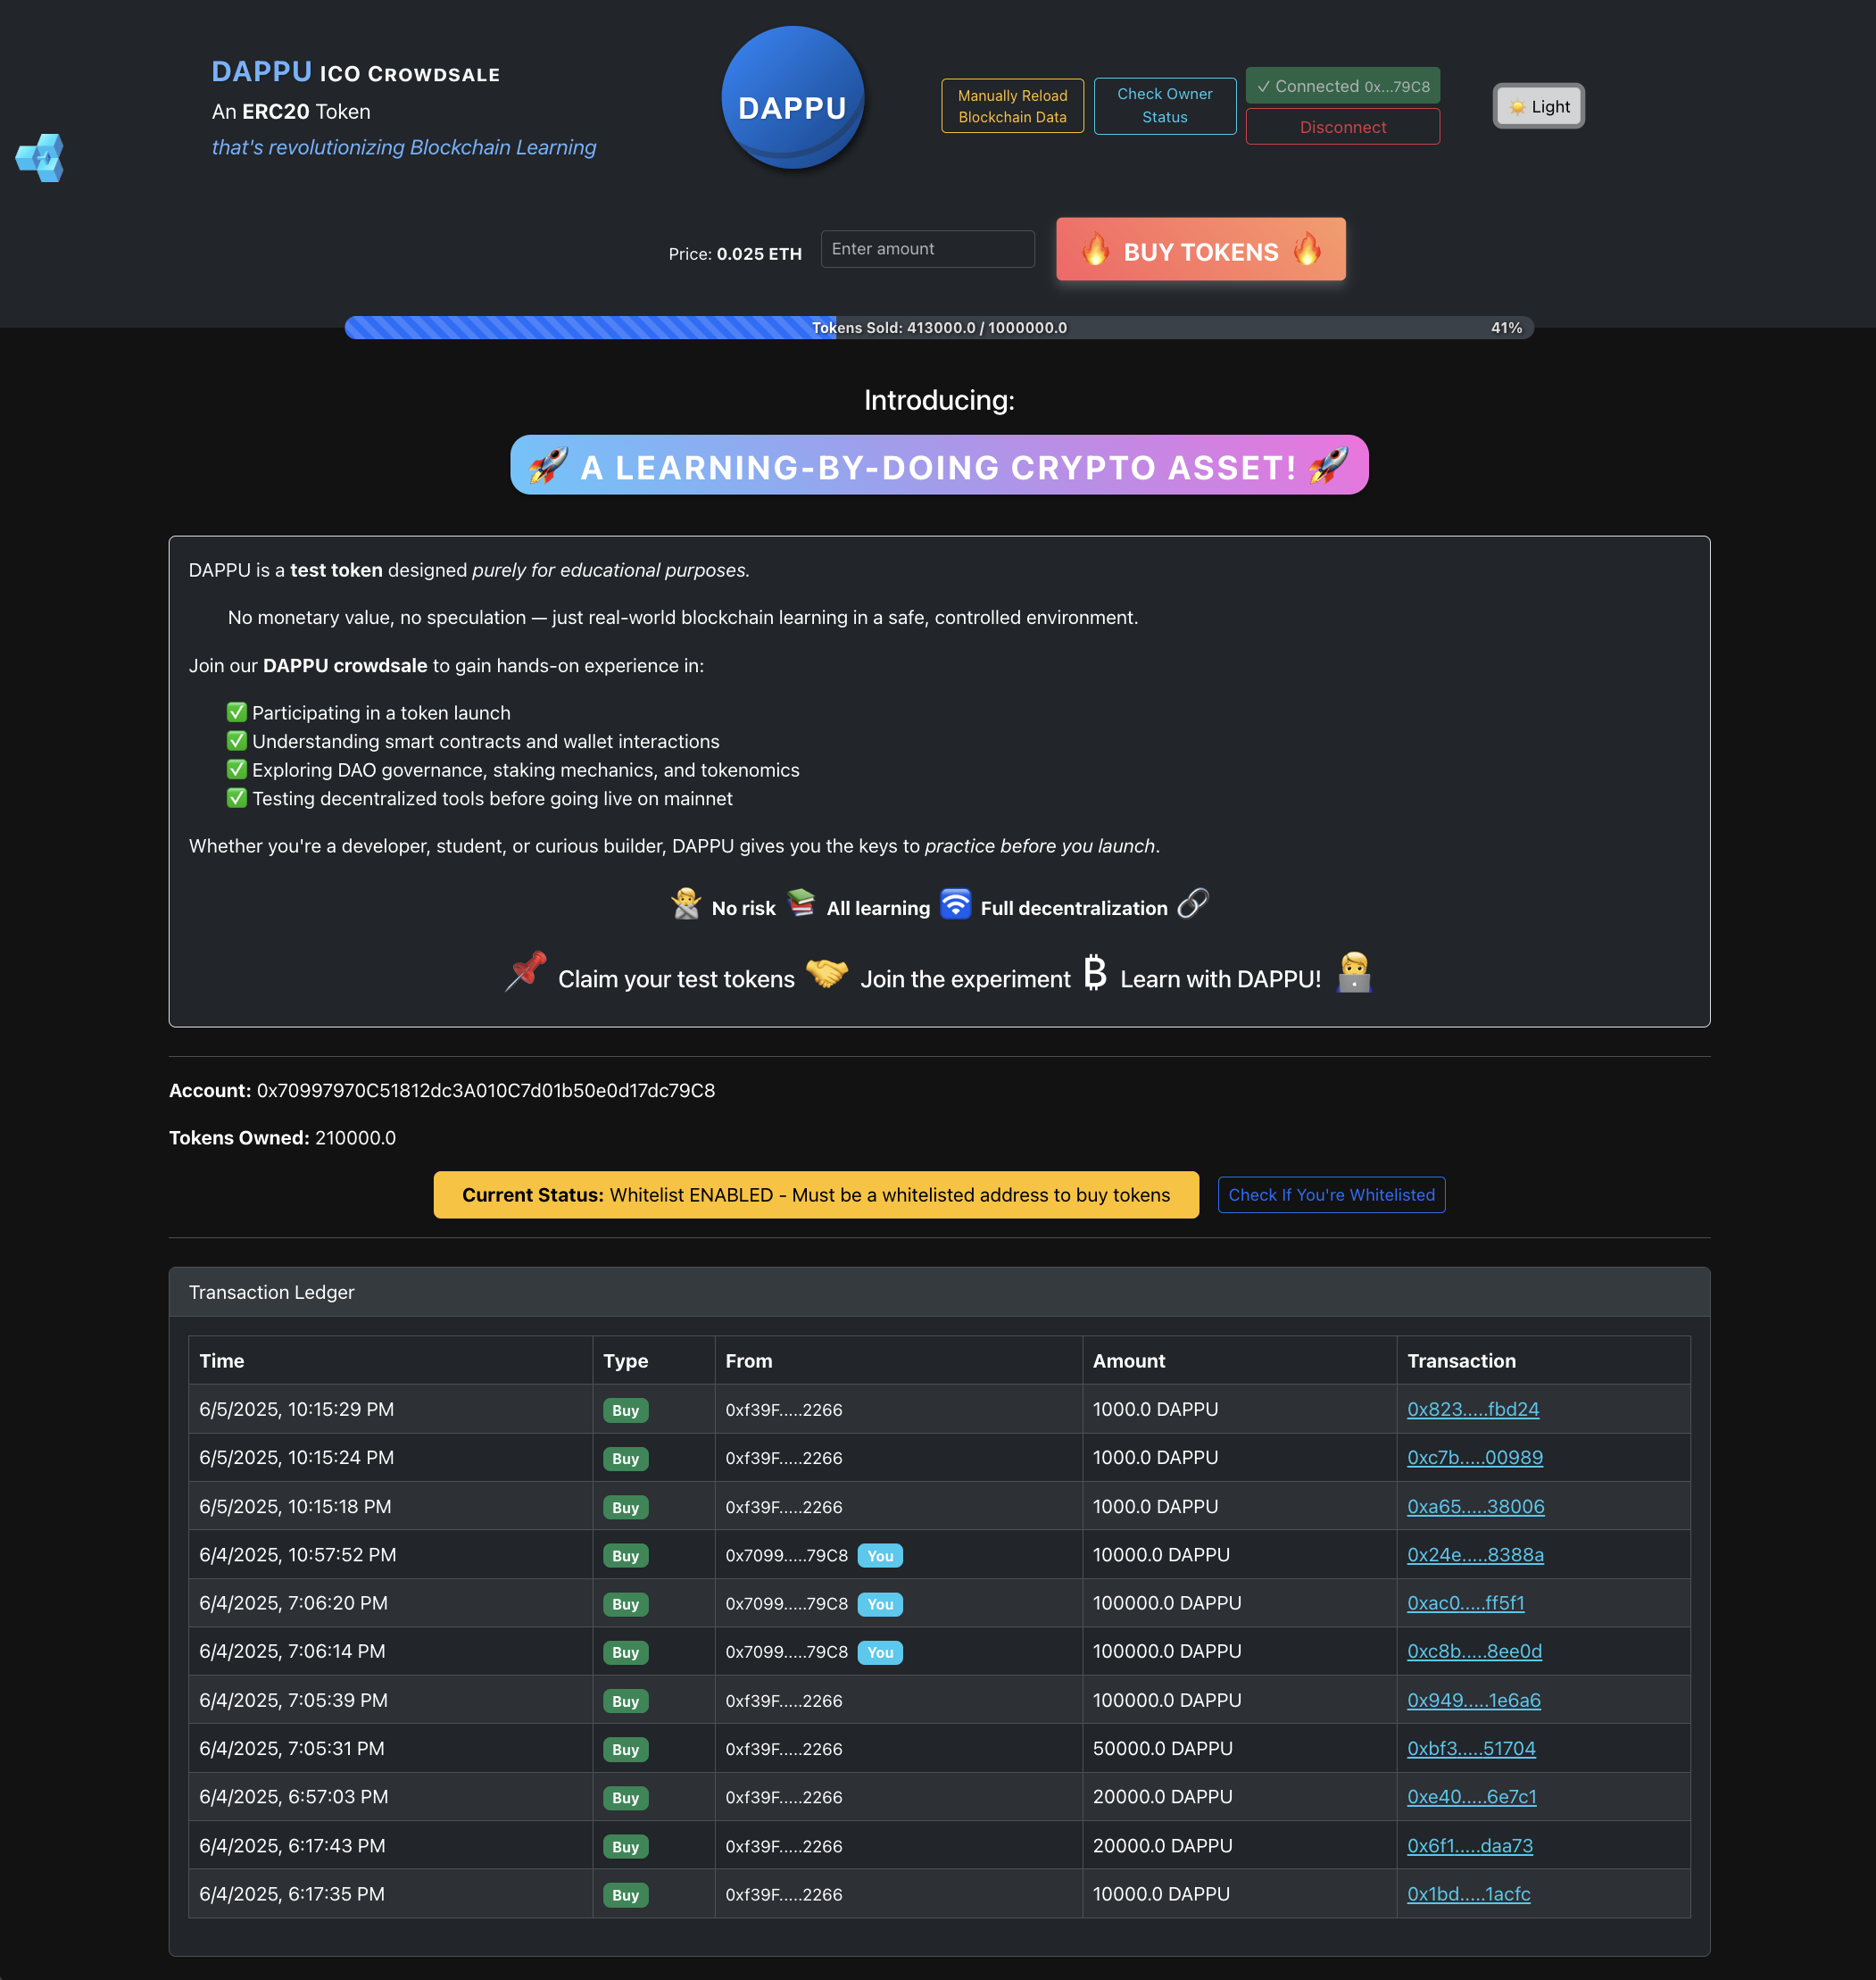 DAPPU ICO CROWDSALE
An ERC20 Token
that's revolutionizing Blockchain Learning
DAPPU
Manually Reload
Blockchain Data
Check Owner
Status
✓ Connected 0x...79C8
Disconnect
☀️ Light
Price: 0.025 ETH
Enter amount
🔥 BUY TOKENS 🔥
Tokens Sold: 413000.0 / 1000000.0
41%
Introducing:
🚀 A LEARNING-BY-DOING CRYPTO ASSET! 🚀
DAPPU is a test token designed purely for educational purposes.
No monetary value, no speculation — just real-world blockchain learning in a safe, controlled environment.
Join our DAPPU crowdsale to gain hands-on experience in:
✅ Participating in a token launch
✅ Understanding smart contracts and wallet interactions
✅ Exploring DAO governance, staking mechanics, and tokenomics
✅ Testing decentralized tools before going live on mainnet
Whether you're a developer, student, or curious builder, DAPPU gives you the keys to practice before you launch.
No risk 📚 All learning 🛜 Full decentralization 🔗
📌 Claim your test tokens 🤝 Join the experiment ₿ Learn with DAPPU! 🧑‍💻
Account: 0x70997970C51812dc3A010C7d01b50e0d17dc79C8
Tokens Owned: 210000.0
Current Status: Whitelist ENABLED - Must be a whitelisted address to buy tokens
Check If You're Whitelisted
Transaction Ledger
Time Type From Amount Transaction
6/5/2025, 10:15:29 PM Buy 0xf39F.....2266 1000.0 DAPPU 0x823.....fbd24
6/5/2025, 10:15:24 PM Buy 0xf39F.....2266 1000.0 DAPPU 0xc7b.....00989
6/5/2025, 10:15:18 PM Buy 0xf39F.....2266 1000.0 DAPPU 0xa65.....38006
6/4/2025, 10:57:52 PM Buy 0x7099.....79C8 You 10000.0 DAPPU 0x24e.....8388a
6/4/2025, 7:06:20 PM Buy 0x7099.....79C8 You 100000.0 DAPPU 0xac0.....ff5f1
6/4/2025, 7:06:14 PM Buy 0x7099.....79C8 You 100000.0 DAPPU 0xc8b.....8ee0d
6/4/2025, 7:05:39 PM Buy 0xf39F.....2266 100000.0 DAPPU 0x949.....1e6a6
6/4/2025, 7:05:31 PM Buy 0xf39F.....2266 50000.0 DAPPU 0xbf3.....51704
6/4/2025, 6:57:03 PM Buy 0xf39F.....2266 20000.0 DAPPU 0xe40.....6e7c1
6/4/2025, 6:17:43 PM Buy 0xf39F.....2266 20000.0 DAPPU 0x6f1.....daa73
6/4/2025, 6:17:35 PM Buy 0xf39F.....2266 10000.0 DAPPU 0x1bd.....1acfc